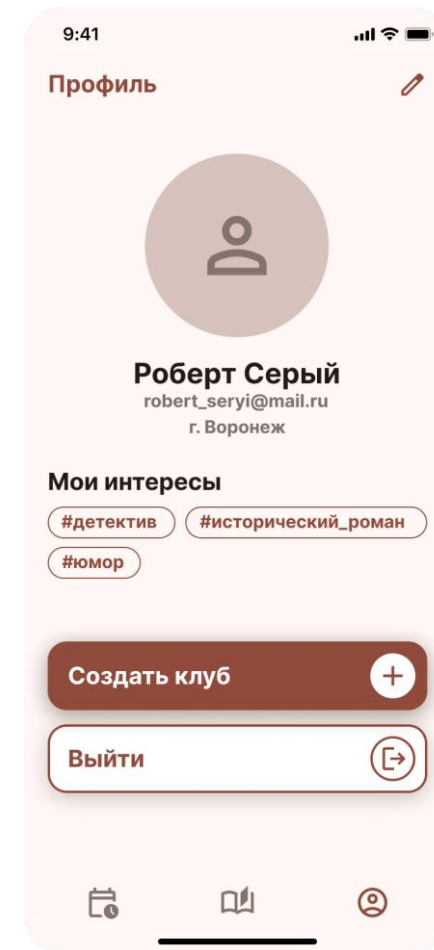 9:41
Профиль
Роберт Серый
robert_seryi@mail.ru
г. Воронеж
Мои интересы
#детектив #исторический_роман
#юмор
Создать клуб
Выйти